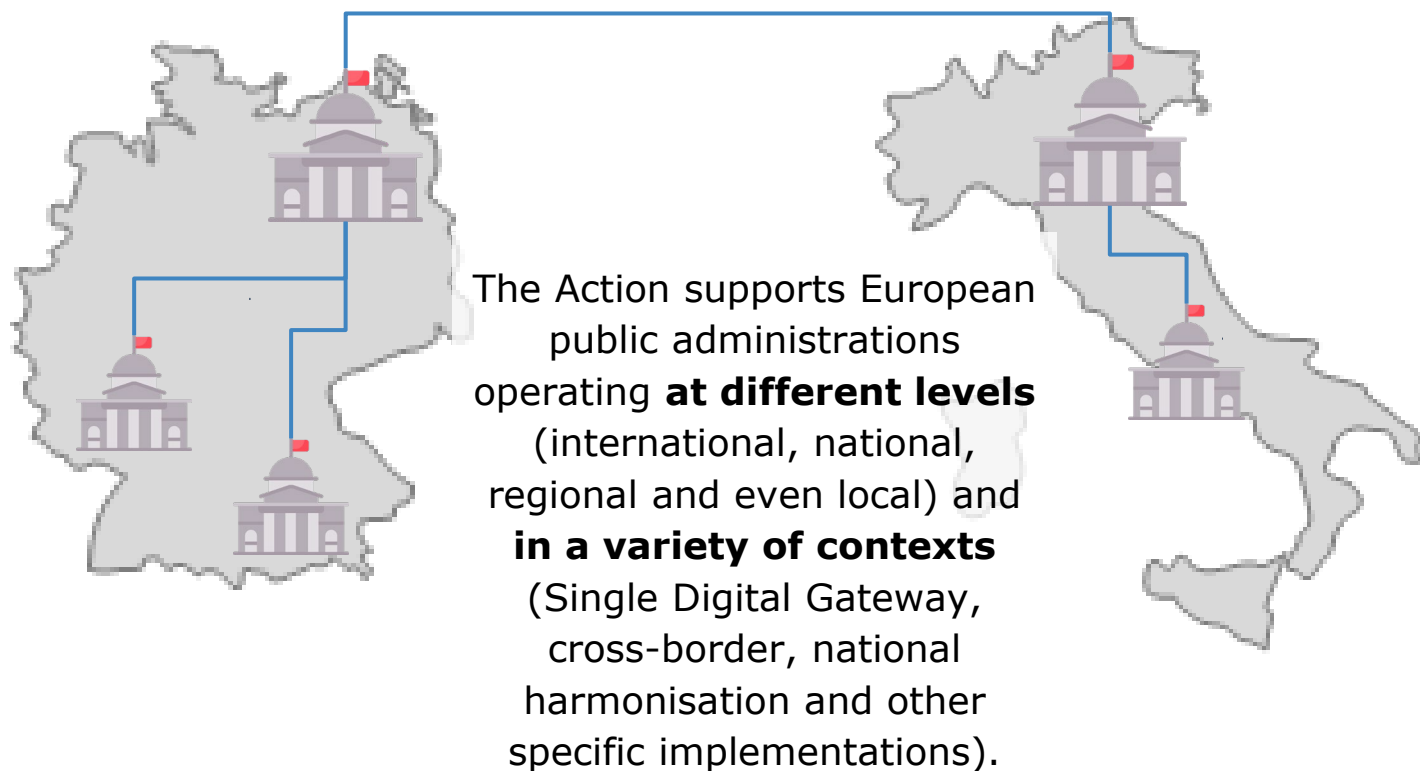 The Action supports European
public administrations
operating at different levels
(international, national,
regional and even local) and
in a variety of contexts
(Single Digital Gateway,
cross-border, national
harmonisation and other
specific implementations).